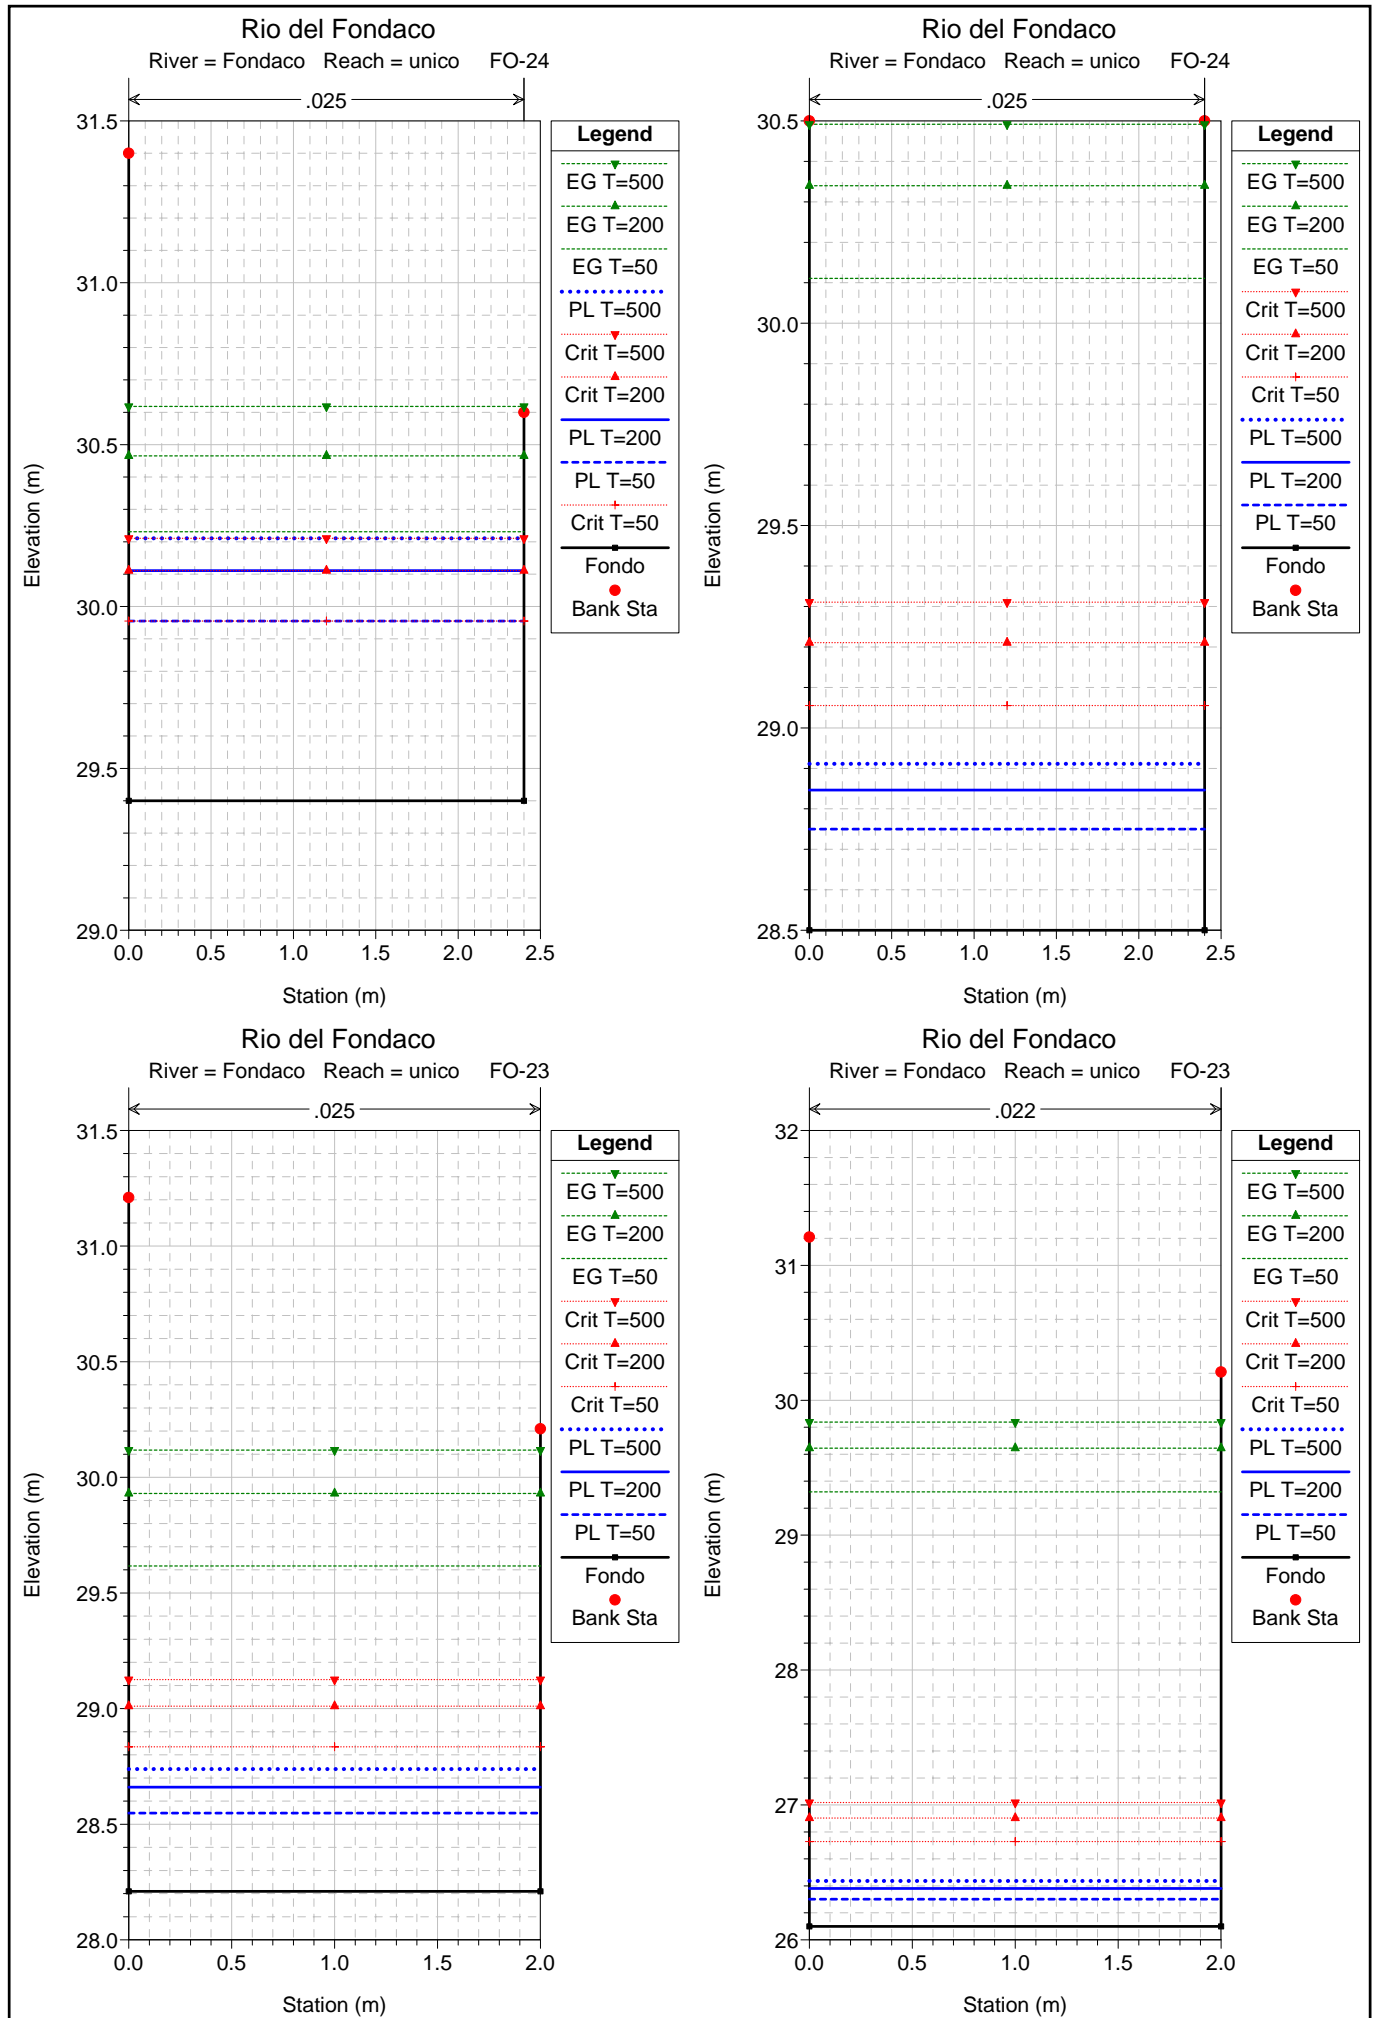 Rio del Fondaco
River = Fondaco Reach = unico FO-24
.025
31.5
31.0
30.5
30.0
29.5
29.0
0.0 0.5 1.0 1.5 2.0 2.5
Station (m)
Elevation (m)
Legend
EG T=500
EG T=200
EG T=50
PL T=500
Crit T=500
Crit T=200
PL T=200
PL T=50
Crit T=50
Fondo
Bank Sta
Rio del Fondaco
River = Fondaco Reach = unico FO-24
.025
30.5
30.0
29.5
29.0
28.5
0.0 0.5 1.0 1.5 2.0 2.5
Station (m)
Elevation (m)
Legend
EG T=500
EG T=200
EG T=50
Crit T=500
Crit T=200
Crit T=50
PL T=500
PL T=200
PL T=50
Fondo
Bank Sta
Rio del Fondaco
River = Fondaco Reach = unico FO-23
.025
31.5
31.0
30.5
30.0
29.5
29.0
28.5
28.0
0.0 0.5 1.0 1.5 2.0
Station (m)
Elevation (m)
Legend
EG T=500
EG T=200
EG T=50
Crit T=500
Crit T=200
Crit T=50
PL T=500
PL T=200
PL T=50
Fondo
Bank Sta
Rio del Fondaco
River = Fondaco Reach = unico FO-23
.022
32
31
30
29
28
27
26
0.0 0.5 1.0 1.5 2.0
Station (m)
Elevation (m)
Legend
EG T=500
EG T=200
EG T=50
Crit T=500
Crit T=200
Crit T=50
PL T=500
PL T=200
PL T=50
Fondo
Bank Sta